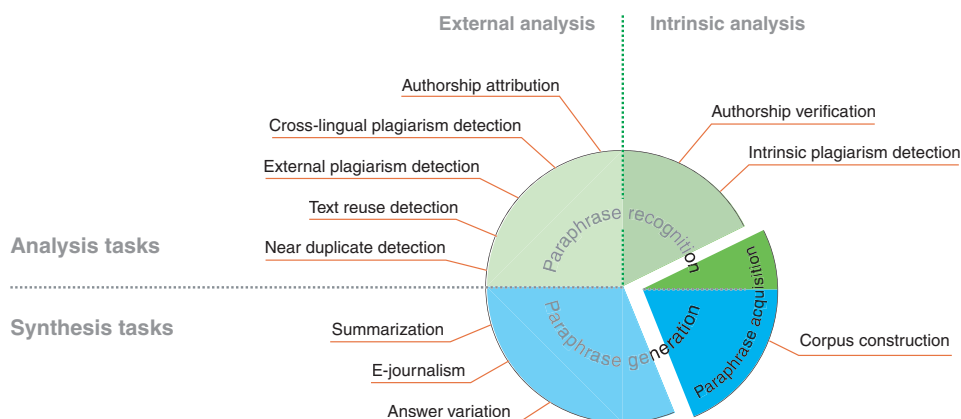 External analysis
Intrinsic analysis
Authorship attribution
Authorship verification
Cross-lingual plagiarism detection
Intrinsic plagiarism detection
External plagiarism detection
Text reuse detection
Near duplicate detection
Paraphrase recognition
Analysis tasks
Paraphrase acquisition
Synthesis tasks
Paraphrase generation
Summarization
Corpus construction
E-journalism
Answer variation